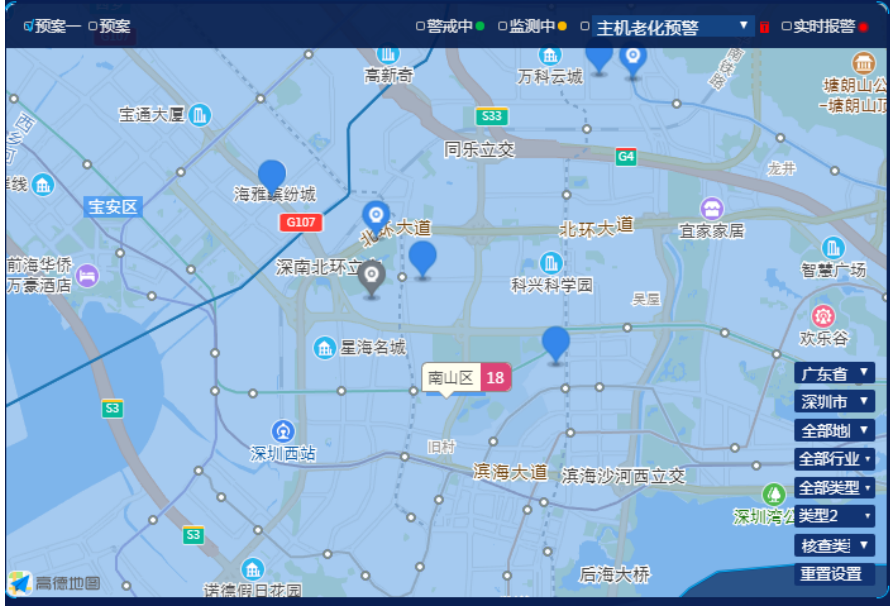 预案一 预案
警戒中 监测中 主机老化预警 实时报警
高新奇
万科云城
南
铁
路
塘朗山公
-塘朗山顶
宝通大厦
S33
西
乡
河
同乐立交
G4
龙井
线
海雅缤纷城
宝安区
G107
北环大道
北环大道
宜家家居
前海华侨
万豪酒店
深南北环立
科兴科学园
智慧广场
吴屋
欢乐谷
星海名城
南山区 18
广东省
S3
深圳市
全部地
深圳西站
旧村
全部行业
滨海大道
滨海沙河西立交
全部类型
深圳湾公
类型2
S3
核查类
后海大桥
重置设置
高德地图
诺德假日花园